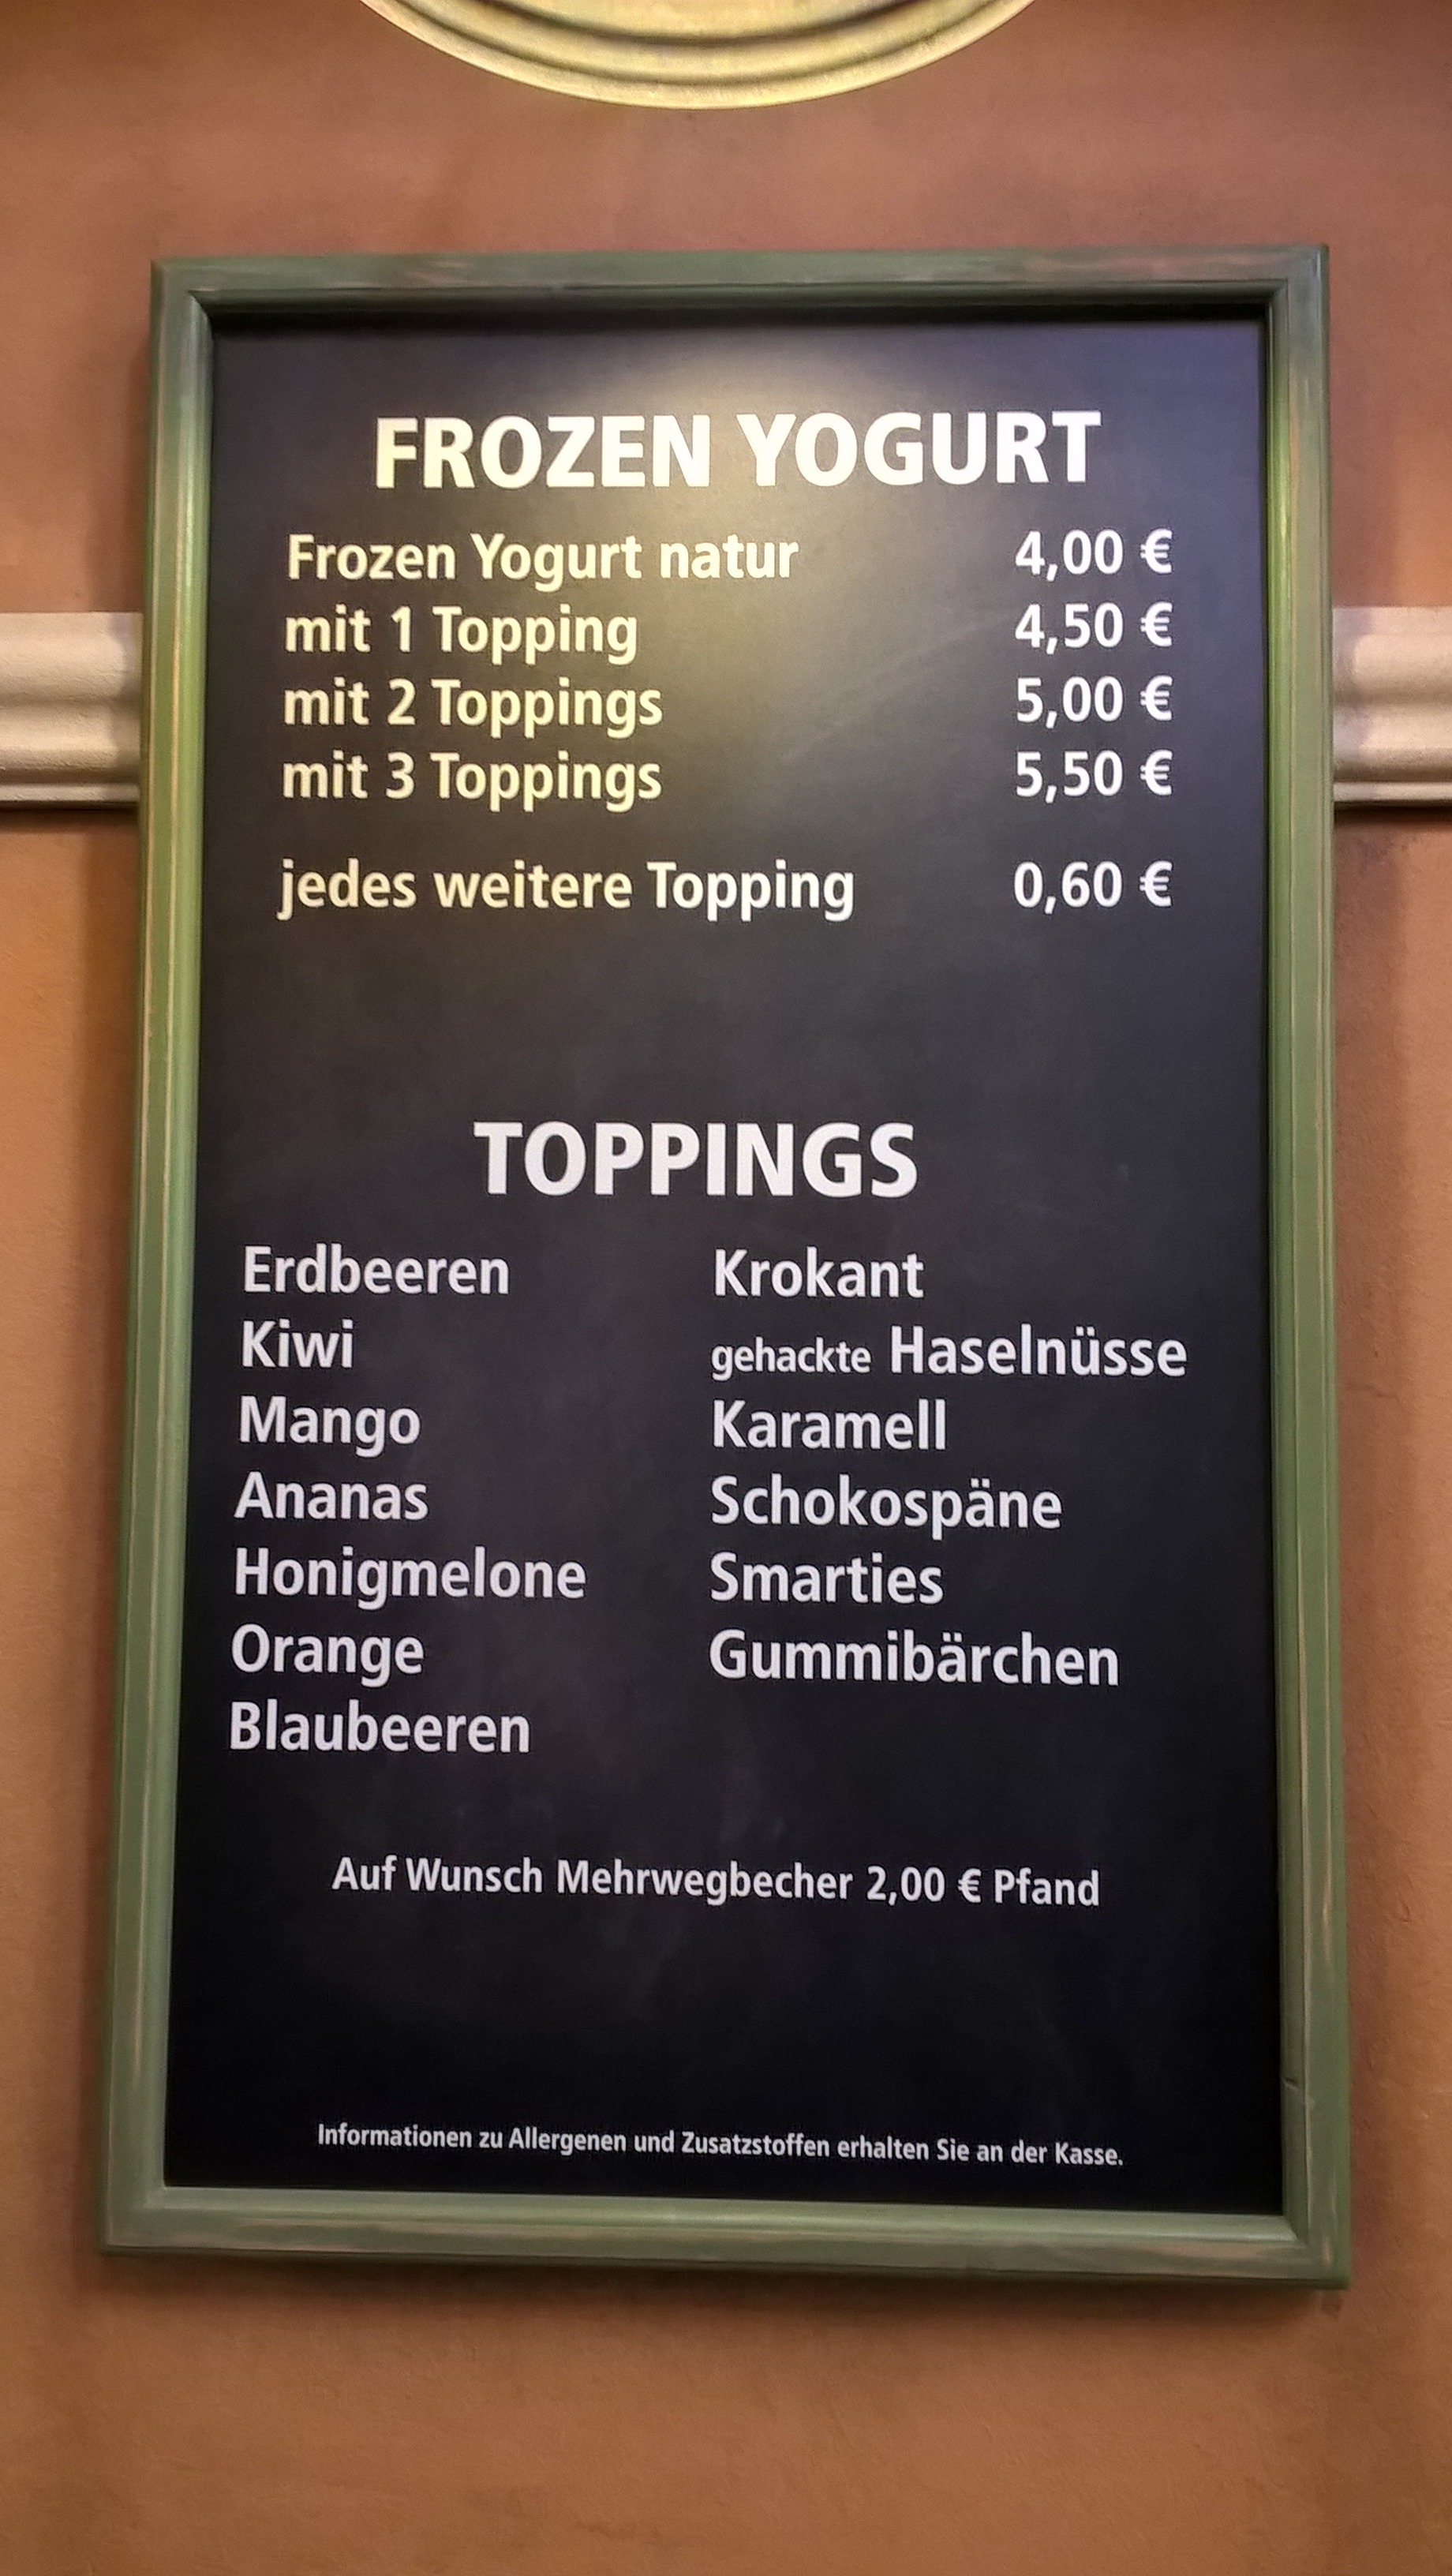 FROZEN YOGURT
Frozen Yogurt natur 4,00 €
mit 1 Topping 4,50 €
mit 2 Toppings 5,00 €
mit 3 Toppings 5,50 €
jedes weitere Topping 0,60 €
TOPPINGS
Erdbeeren
Kiwi
Mango
Ananas
Honigmelone
Orange
Blaubeeren
Krokant
gehackte Haselnüsse
Karamell
Schokospäne
Smarties
Gummibärchen
Auf Wunsch Mehrwegbecher 2,00 € Pfand
Informationen zu Allergenen und Zusatzstoffen erhalten Sie an der Kasse.